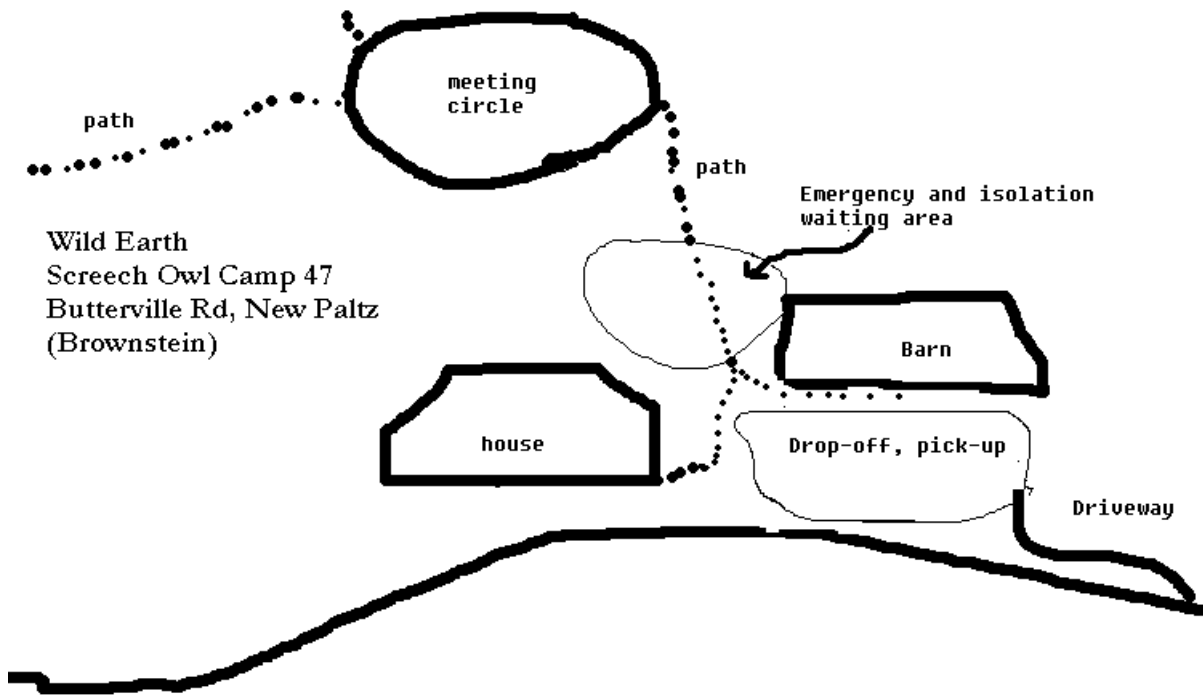 meeting
circle
path
path
Emergency and isolation
waiting area
Wild Earth
Screech Owl Camp 47
Butterville Rd, New Paltz
(Brownstein)
Barn
house
Drop-off, pick-up
Driveway